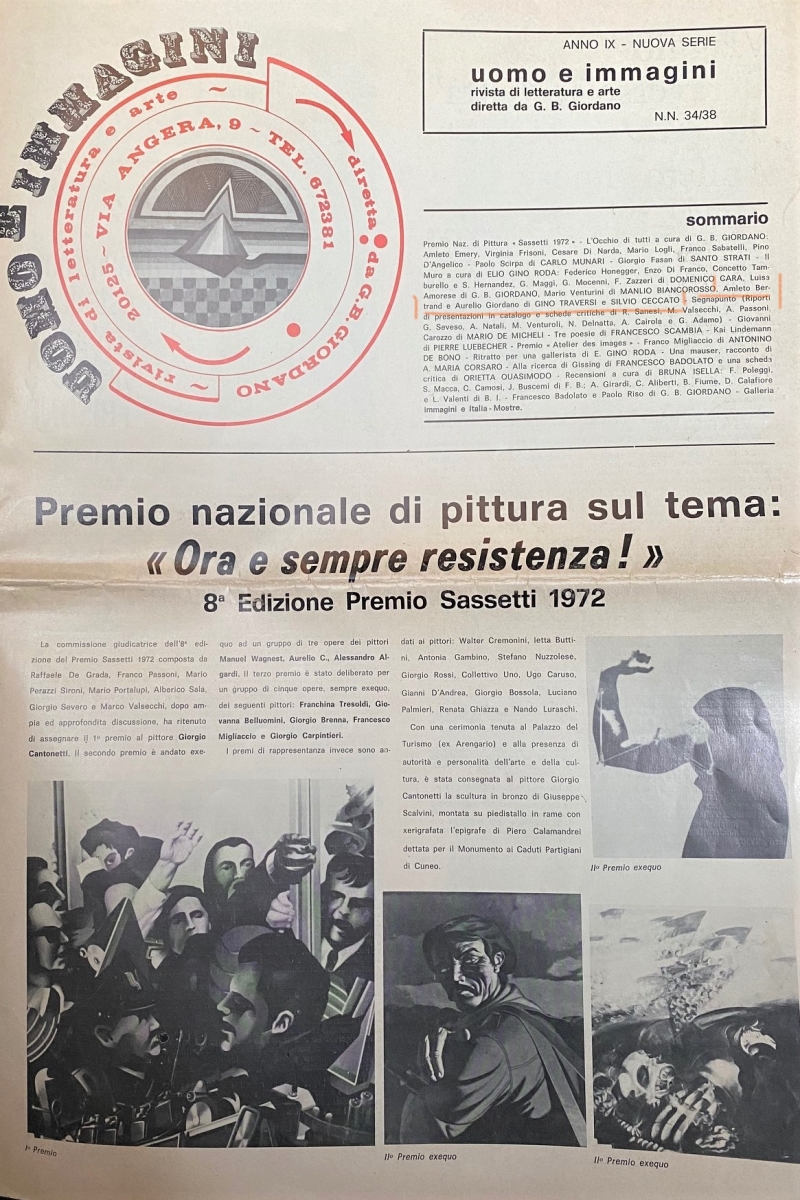 UOMO E IMMAGINI
rivista di letteratura e arte ~
diretta da G.B. GIORDANO
20125 ~ VIA ANGERA, 9 ~ TEL. 672381
ANNO IX - NUOVA SERIE
uomo e immagini
rivista di letteratura e arte
diretta da G. B. Giordano
N.N. 34/38
sommario
Premio Naz. di Pittura « Sassetti 1972 » - L'Occhio di tutti a cura di G. B. GIORDANO:
Amleto Emery, Virginia Frisoni, Cesare Di Narda, Mario Logli, Franco Sabatelli, Pino
D'Angelico - Paolo Scirpa di CARLO MUNARI - Giorgio Fasan di SANTO STRATI - Il
Muro a cura di ELIO GINO RODA: Federico Honegger, Enzo Di Franco, Concetto Tam-
burello e S. Hernandez, G. Maggi, G. Mocenni, F. Zazzeri di DOMENICO CARA, Luisa
Amorese di G. B. GIORDANO, Mario Venturini di MANLIO BIANCOROSSO, Amleto Ber-
trand e Aurelio Giordano di GINO TRAVERSI e SILVIO CECCATO - Segnapunto (Riporti
di presentazioni in catalogo e schede critiche di R. Sanesi, M. Valsecchi, A. Passoni,
G. Seveso, A. Natali, M. Venturoli, N. Delnatta, A. Cairola e G. Adamo) - Giovanni
Carozzo di MARIO DE MICHELI - Tre poesie di FRANCESCO SCAMBIA - Kai Lindemann
di PIERRE LUEBECHER - Premio « Atelier des images » - Franco Migliaccio di ANTONINO
DE BONO - Ritratto per una gallerista di E. GINO RODA - Una mauser, racconto di
A. MARIA CORSARO - Alla ricerca di Gissing di FRANCESCO BADOLATO e una scheda
critica di ORIETTA QUASIMODO - Recensioni a cura di BRUNA ISELLA: F. Poleggi,
S. Macca, C. Camosi, J. Buscemi di F. B.; A. Girardi, C. Aliberti, B. Fiume, D. Calafiore
e L. Valenti di B. I. - Francesco Badolato e Paolo Riso di G. B. GIORDANO - Galleria
Immagini e Italia - Mostre.
Premio nazionale di pittura sul tema:
« Ora e sempre resistenza ! »
8ª Edizione Premio Sassetti 1972
La commissione giudicatrice dell'8ª edi-
zione del Premio Sassetti 1972 composta da
Raffaele De Grada, Franco Passoni, Mario
Perazzi Sironi, Mario Portalupi, Alberico Sala,
Giorgio Severo e Marco Valsecchi, dopo am-
pia ed approfondita discussione, ha ritenuto
di assegnare il 1º premio al pittore Giorgio
Cantonetti. Il secondo premio è andato exe-
quo ad un gruppo di tre opere dei pittori
Manuel Wagnest, Aurelio C., Alessandro Al-
gardi. Il terzo premio è stato deliberato per
un gruppo di cinque opere, sempre exequo,
dei seguenti pittori: Franchina Tresoldi, Gio-
vanna Belluomini, Giorgio Brenna, Francesco
Migliaccio e Giorgio Carpintieri.
I premi di rappresentanza invece sono an-
dati ai pittori: Walter Cremonini, Ietta Butti-
ni, Antonia Gambino, Stefano Nuzzolese,
Giorgio Rossi, Collettivo Uno, Ugo Caruso,
Gianni D'Andrea, Giorgio Bossola, Luciano
Palmieri, Renata Ghiazza e Nando Luraschi.
Con una cerimonia tenuta al Palazzo del
Turismo (ex Arengario) e alla presenza di
autorità e personalità dell'arte e della cul-
tura, è stata consegnata al pittore Giorgio
Cantonetti la scultura in bronzo di Giuseppe
Scalvini, montata su piedistallo in rame con
xerigrafata l'epigrafe di Piero Calamandrei
dettata per il Monumento ai Caduti Partigiani
di Cuneo.
IIº Premio exequo
Iº Premio
IIº Premio exequo
IIº Premio exequo